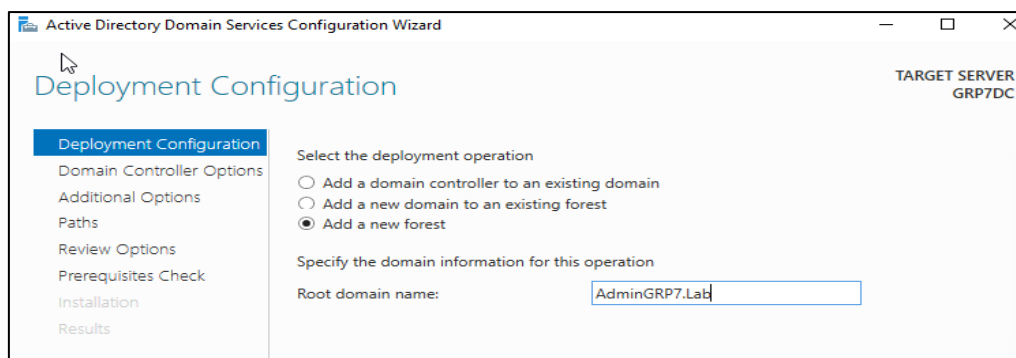 Active Directory Domain Services Configuration Wizard
Deployment Configuration
TARGET SERVER
GRP7DC
Deployment Configuration
Domain Controller Options
Additional Options
Paths
Review Options
Prerequisites Check
Installation
Results
Select the deployment operation
Add a domain controller to an existing domain
Add a new domain to an existing forest
Add a new forest
Specify the domain information for this operation
Root domain name: AdminGRP7.Lab